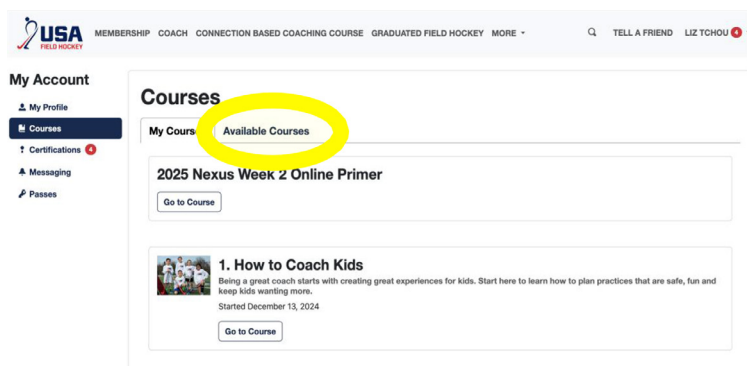 USA
FIELD HOCKEY
MEMBERSHIP COACH CONNECTION BASED COACHING COURSE GRADUATED FIELD HOCKEY MORE
TELL A FRIEND LIZ TCHOU 4
My Account
My Profile
Courses
Certifications 4
Messaging
Passes
Courses
My Cours Available Courses
2025 Nexus Week 2 Online Primer
Go to Course
1. How to Coach Kids
Being a great coach starts with creating great experiences for kids. Start here to learn how to plan practices that are safe, fun and
keep kids wanting more.
Started December 13, 2024
Go to Course